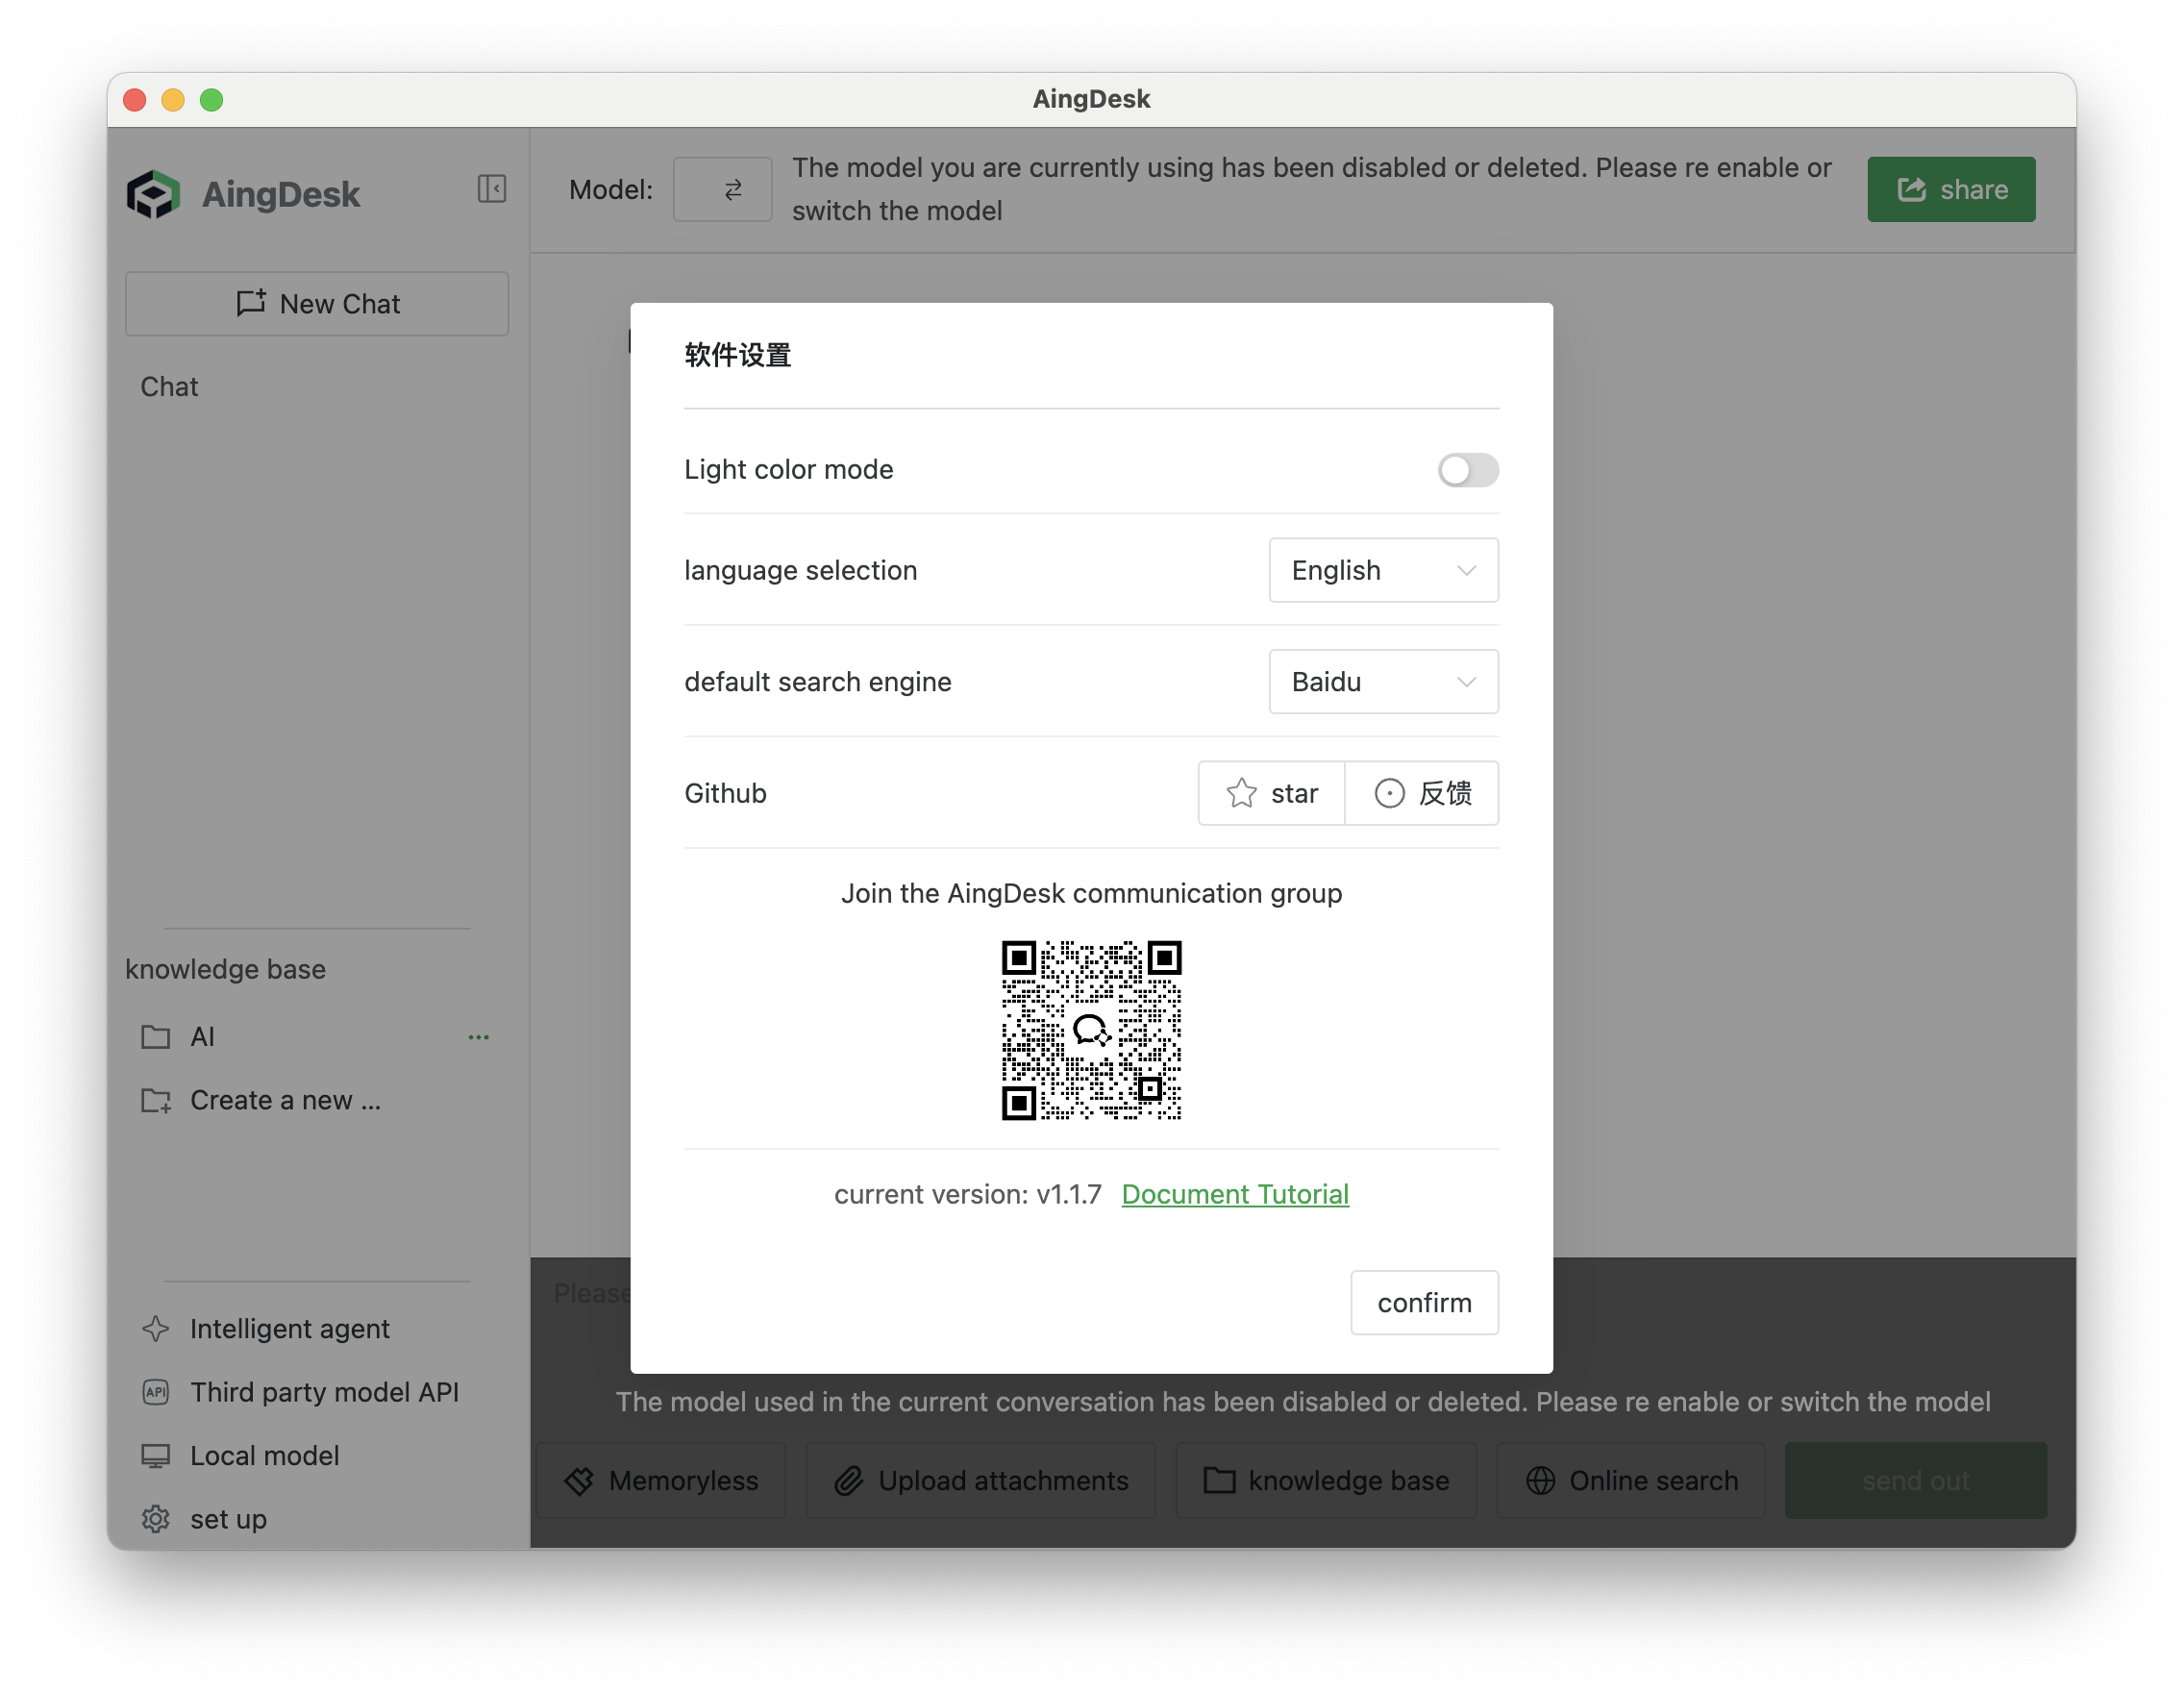 AingDesk
AingDesk
Model:
The model you are currently using has been disabled or deleted. Please re enable or
switch the model
share
New Chat
Chat
软件设置
Light color mode
language selection
English
default search engine
Baidu
Github
star
反馈
Join the AingDesk communication group
current version: v1.1.7
Document Tutorial
confirm
knowledge base
AI
...
Create a new ...
Intelligent agent
API
Third party model API
Local model
set up
Please
The model used in the current conversation has been disabled or deleted. Please re enable or switch the model
Memoryless
Upload attachments
knowledge base
Online search
send out